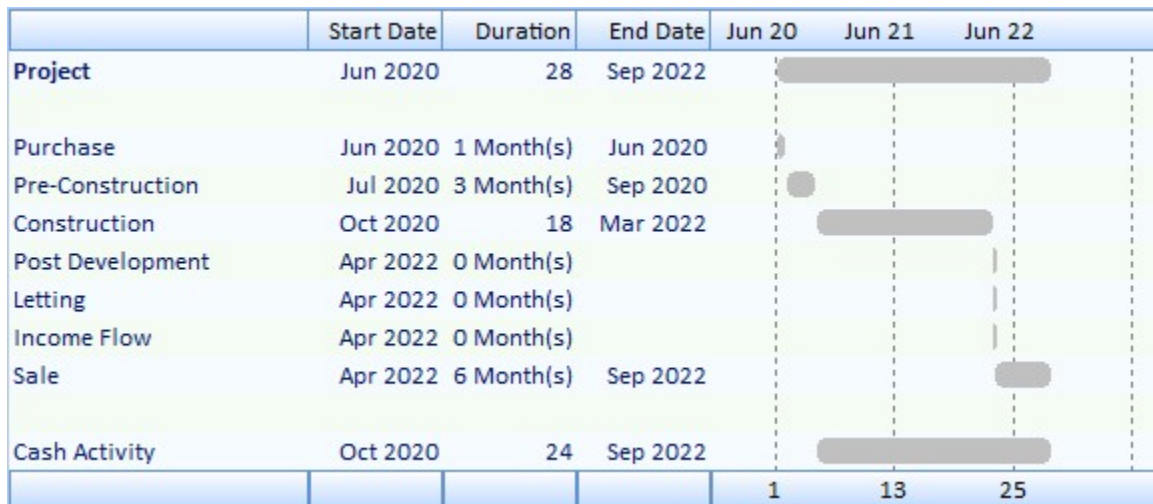 Start Date Duration End Date Jun 20 Jun 21 Jun 22
Project Jun 2020 28 Sep 2022
Purchase Jun 2020 1 Month(s) Jun 2020
Pre-Construction Jul 2020 3 Month(s) Sep 2020
Construction Oct 2020 18 Mar 2022
Post Development Apr 2022 0 Month(s)
Letting Apr 2022 0 Month(s)
Income Flow Apr 2022 0 Month(s)
Sale Apr 2022 6 Month(s) Sep 2022
Cash Activity Oct 2020 24 Sep 2022
1 13 25